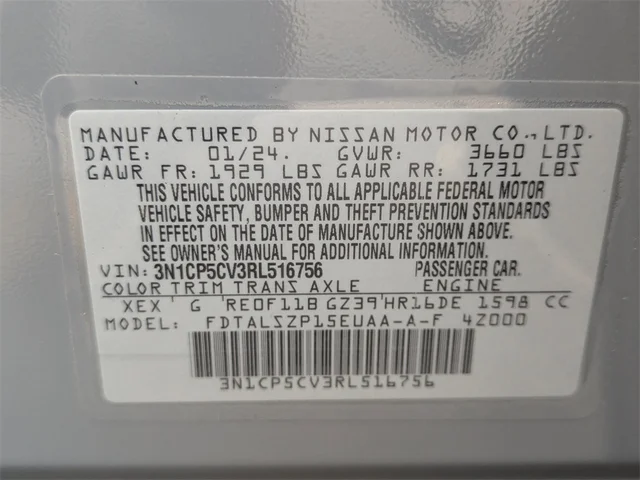 MANUFACTURED BY NISSAN MOTOR CO.,LTD.
DATE: 01/24. GVWR: 3660 LBS
GAWR FR: 1929 LBS GAWR RR: 1731 LBS
THIS VEHICLE CONFORMS TO ALL APPLICABLE FEDERAL MOTOR
VEHICLE SAFETY, BUMPER AND THEFT PREVENTION STANDARDS
IN EFFECT ON THE DATE OF MANUFACTURE SHOWN ABOVE.
SEE OWNER'S MANUAL FOR ADDITIONAL INFORMATION.
VIN: 3N1CP5CV3RL516756 PASSENGER CAR.
COLOR TRIM TRANS AXLE ENGINE
XEX G RE0F11B GZ39 HR16DE 1598 CC
MODEL: FDTALSZP15EUAA-A-F 4Z000
3N1CP5CV3RL516756